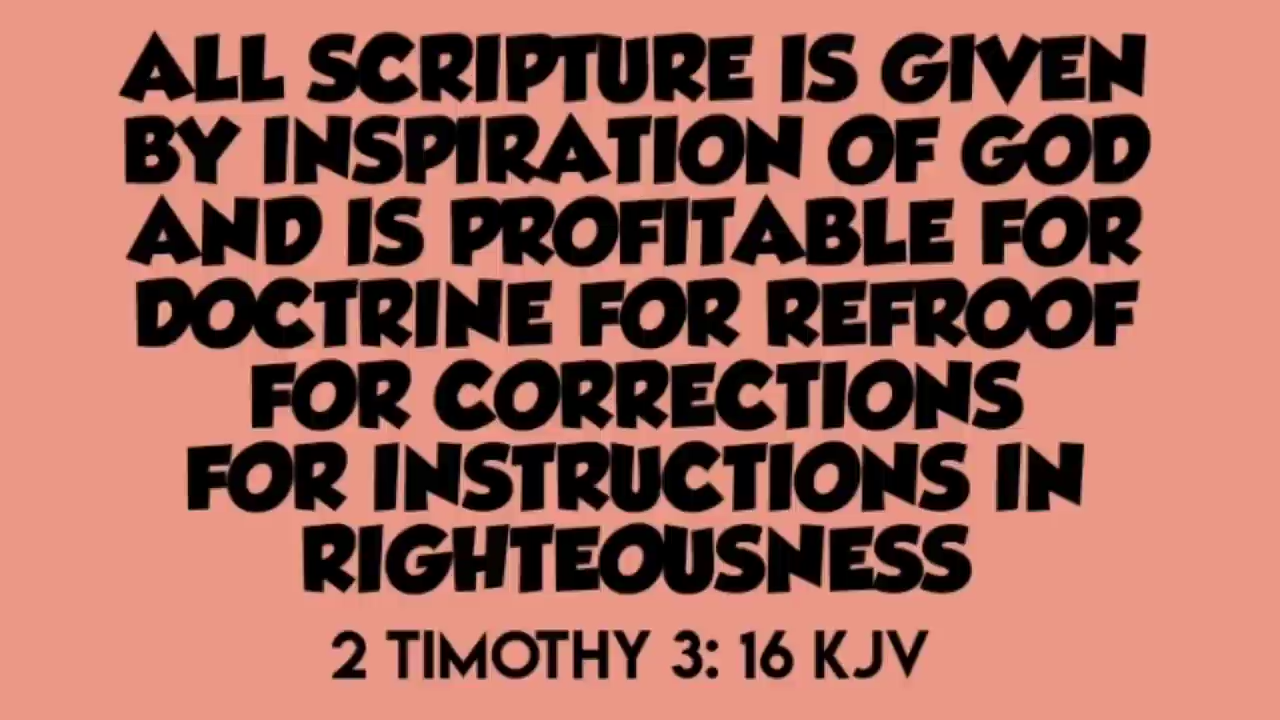 ALL SCRIPTURE IS GIVEN
BY INSPIRATION OF GOD
AND IS PROFITABLE FOR
DOCTRINE FOR REFROOF
FOR CORRECTIONS
FOR INSTRUCTIONS IN
RIGHTEOUSNESS
2 TIMOTHY 3: 16 KJV